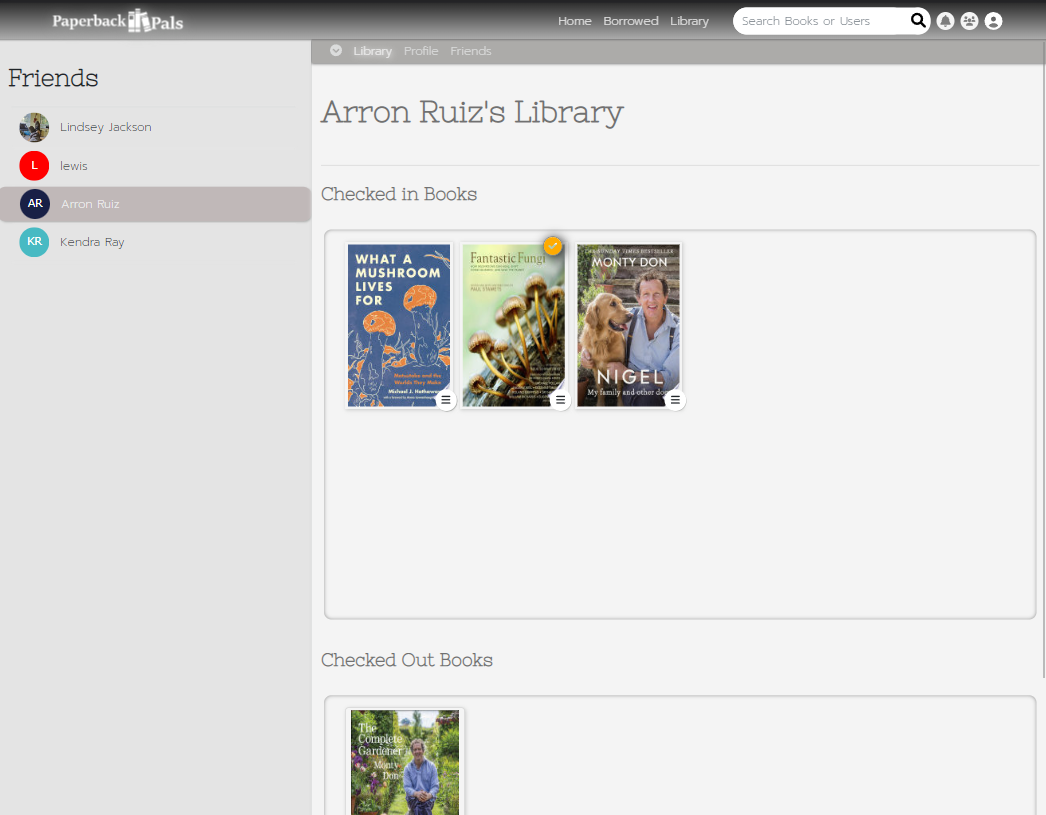 Paperback Pals
Home Borrowed Library
Search Books or Users
Friends
Lindsey Jackson
L lewis
AR Arron Ruiz
KR Kendra Ray
Library Profile Friends
Arron Ruiz's Library
Checked in Books
WHAT A
MUSHROOM
LIVES
FOR
Matsutake and the
Worlds They Make
Michael J. Hathaway
Fantastic Fungi
PAUL STAMETS
THE SUNDAY TIMES BESTSELLER
MONTY DON
NIGEL
My family and other do
Checked Out Books
The
Complete
Gardener
Monty
Don